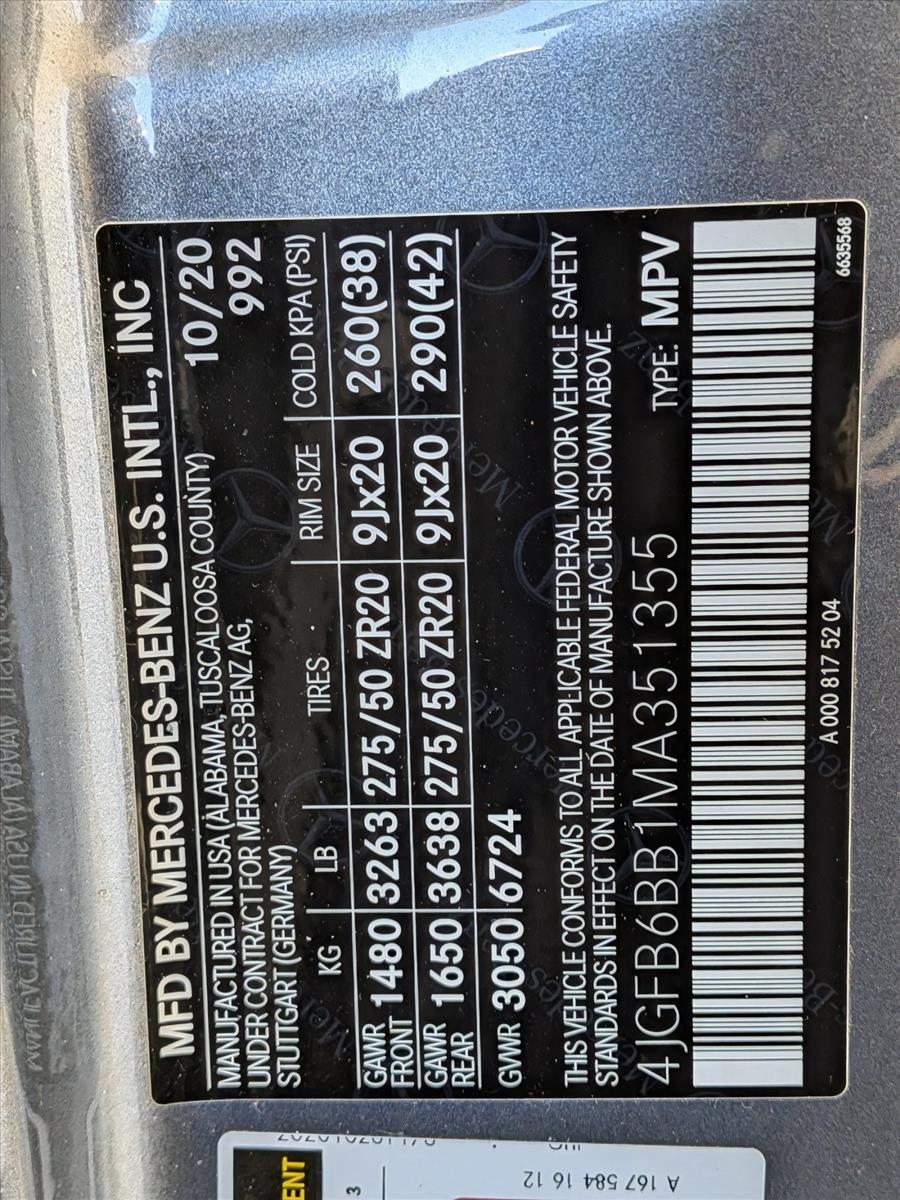 MFD BY MERCEDES-BENZ U.S. INTL., INC
MANUFACTURED IN USA (ALABAMA, TUSCALOOSA COUNTY) 10/20
UNDER CONTRACT FOR MERCEDES-BENZ AG, 992
STUTTGART (GERMANY)
KG LB TIRES RIM SIZE COLD KPA (PSI)
GAWR FRONT 1480 3263 275/50 ZR20 9Jx20 260(38)
GAWR REAR 1650 3638 275/50 ZR20 9Jx20 290(42)
GVWR 3050 6724
THIS VEHICLE CONFORMS TO ALL APPLICABLE FEDERAL MOTOR VEHICLE SAFETY
STANDARDS IN EFFECT ON THE DATE OF MANUFACTURE SHOWN ABOVE.
4JGFB6BB1MA351355 TYPE: MPV
A 000 817 52 04 6635568
A 167 584 16 12
3